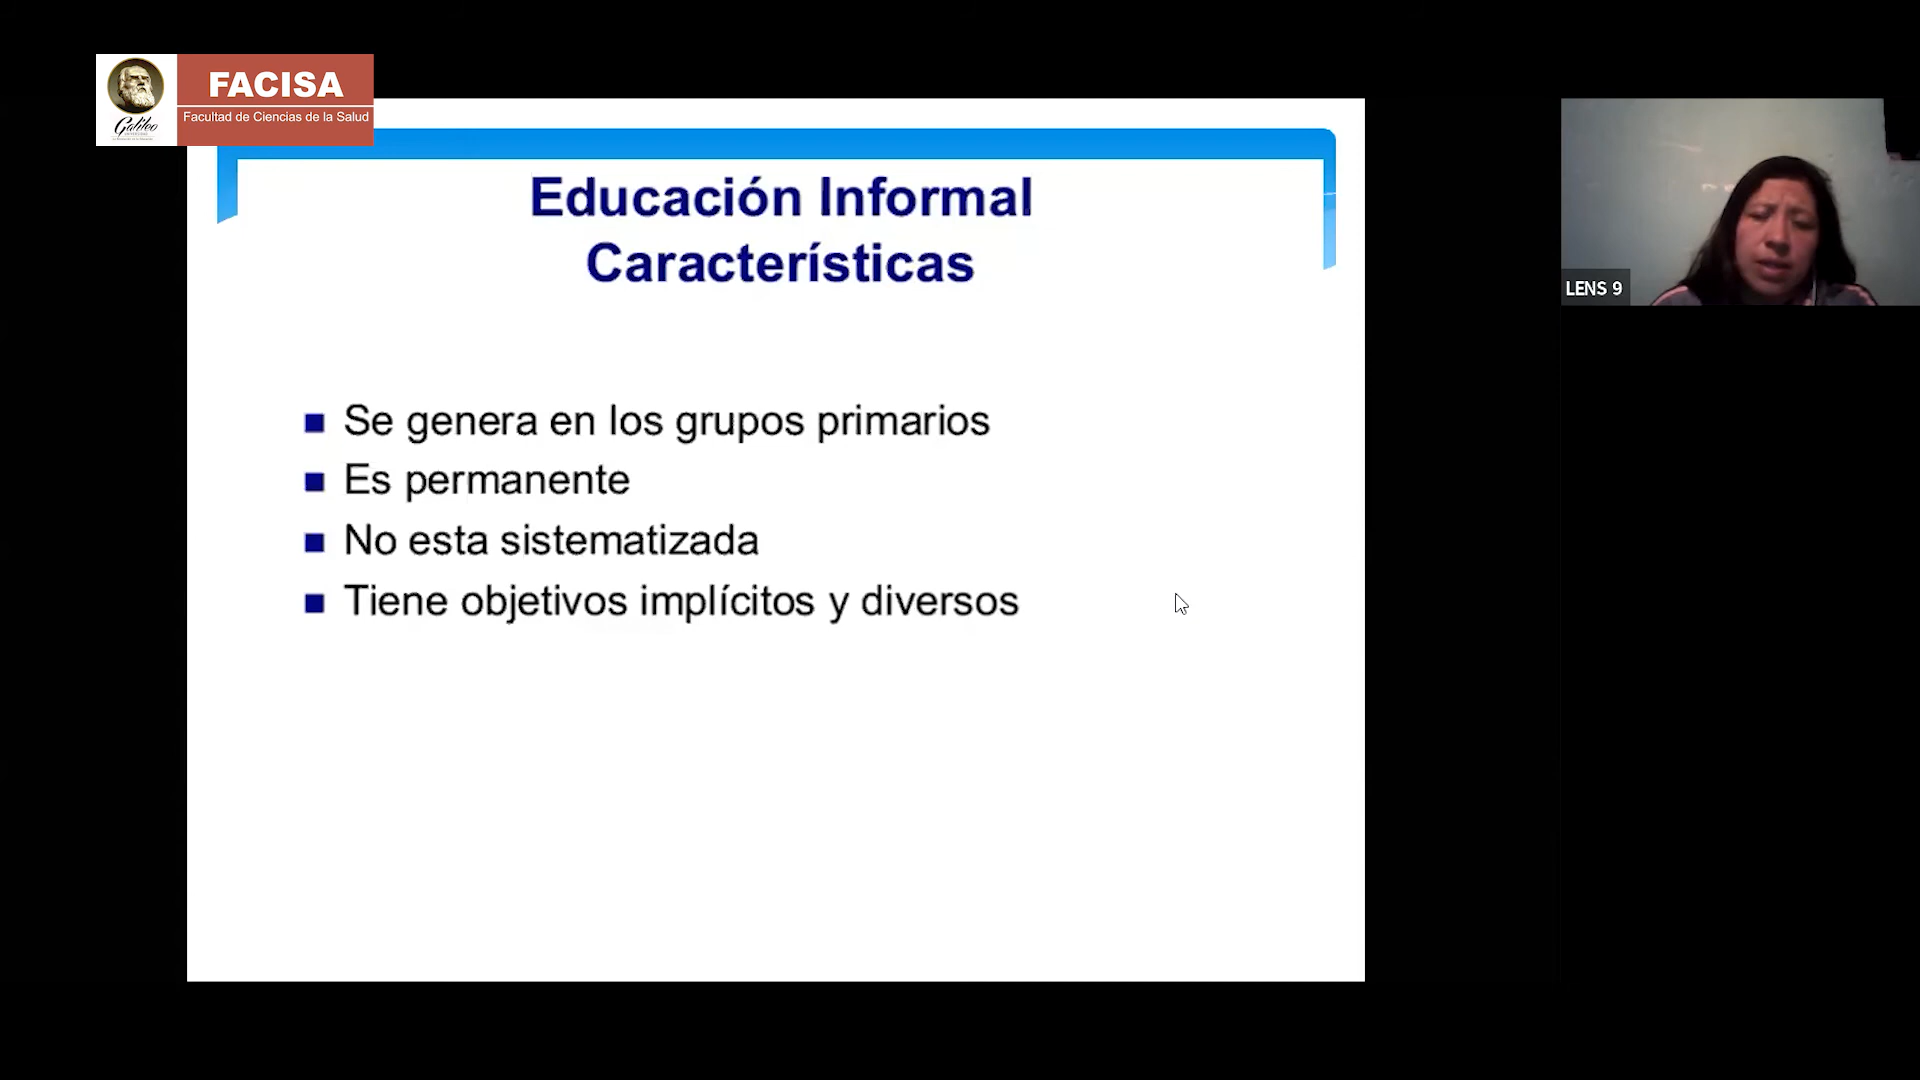 FACISA
Facultad de Ciencias de la Salud
Galileo
Educación Informal
Características
Se genera en los grupos primarios
Es permanente
No esta sistematizada
Tiene objetivos implícitos y diversos
LENS 9